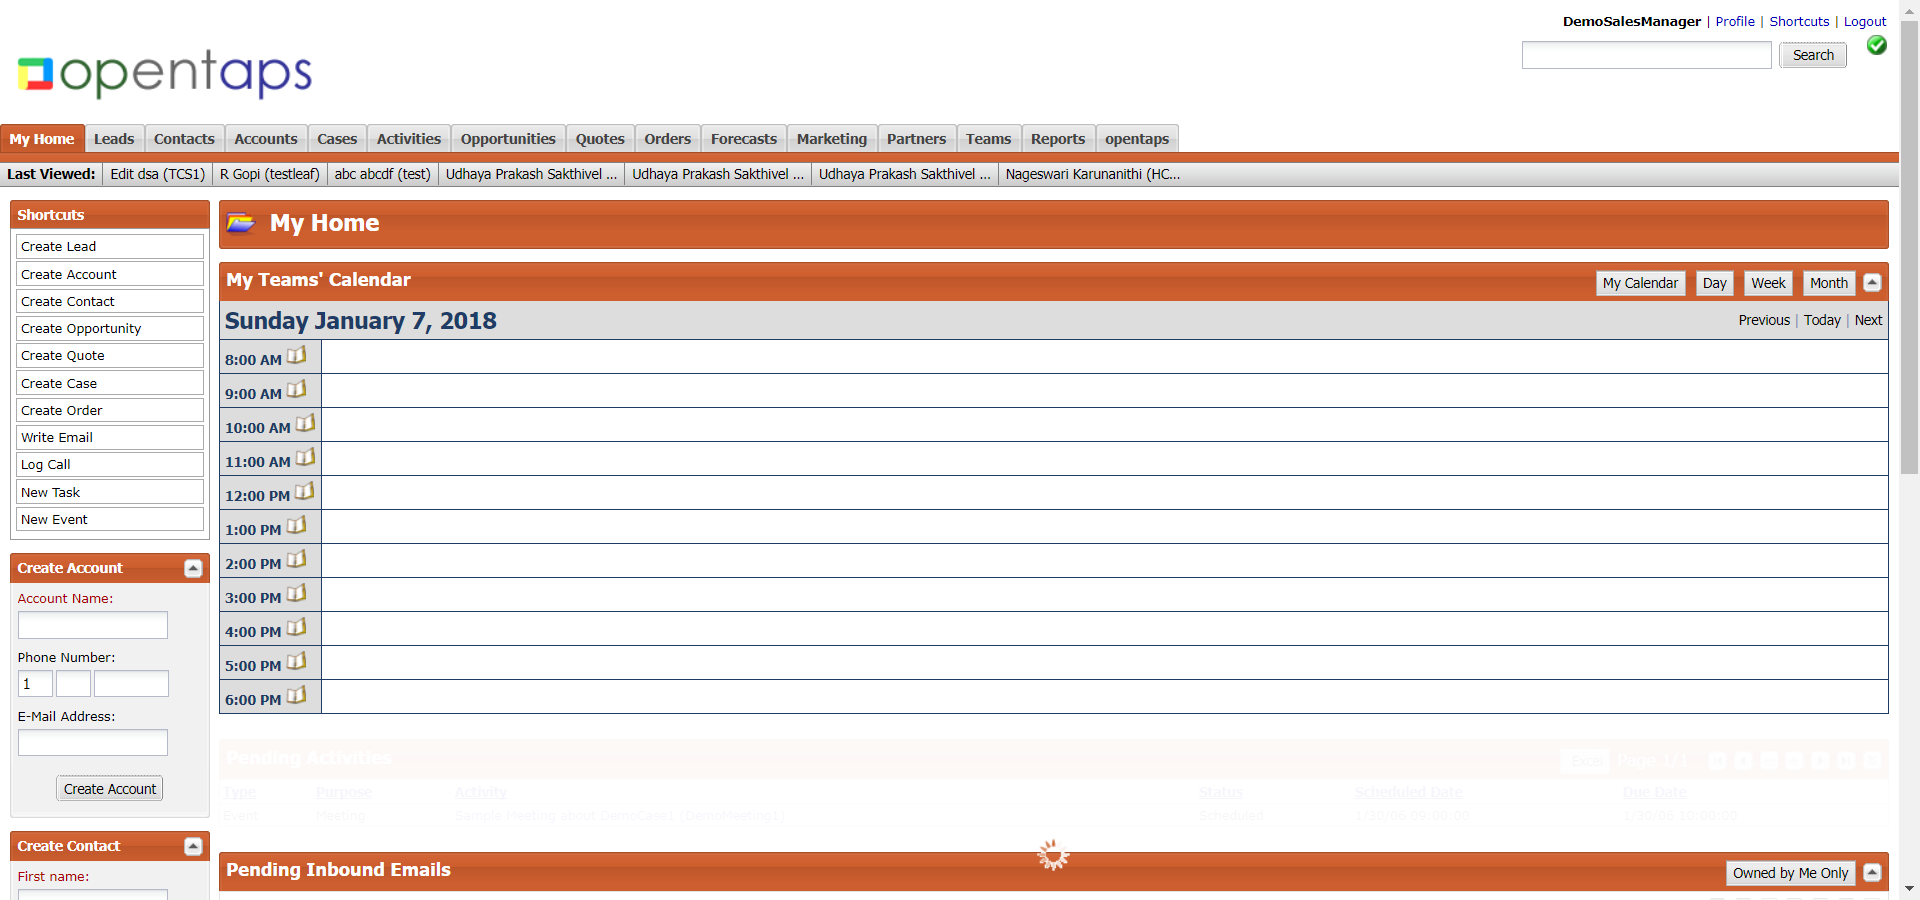 DemoSalesManager | Profile | Shortcuts | Logout
Search
opentaps
My Home Leads Contacts Accounts Cases Activities Opportunities Quotes Orders Forecasts Marketing Partners Teams Reports opentaps
Last Viewed: Edit dsa (TCS1) R Gopi (testleaf) abc abcdf (test) Udhaya Prakash Sakthivel ... Udhaya Prakash Sakthivel ... Udhaya Prakash Sakthivel ... Nageswari Karunanithi (HC...
Shortcuts
Create Lead
Create Account
Create Contact
Create Opportunity
Create Quote
Create Case
Create Order
Write Email
Log Call
New Task
New Event
Create Account
Account Name:
Phone Number:
1
E-Mail Address:
Create Account
Create Contact
First name:
My Home
My Teams' Calendar My Calendar Day Week Month
Sunday January 7, 2018 Previous | Today | Next
8:00 AM
9:00 AM
10:00 AM
11:00 AM
12:00 PM
1:00 PM
2:00 PM
3:00 PM
4:00 PM
5:00 PM
6:00 PM
Pending Activities Page 1/1
Type Purpose Activity Status Scheduled Date Due Date
Event Meeting Sample Meeting about DemoCase1 (DemoMeeting1) Scheduled 1/30/06 09:00:00 1/30/06 10:00:00
Pending Inbound Emails Owned by Me Only